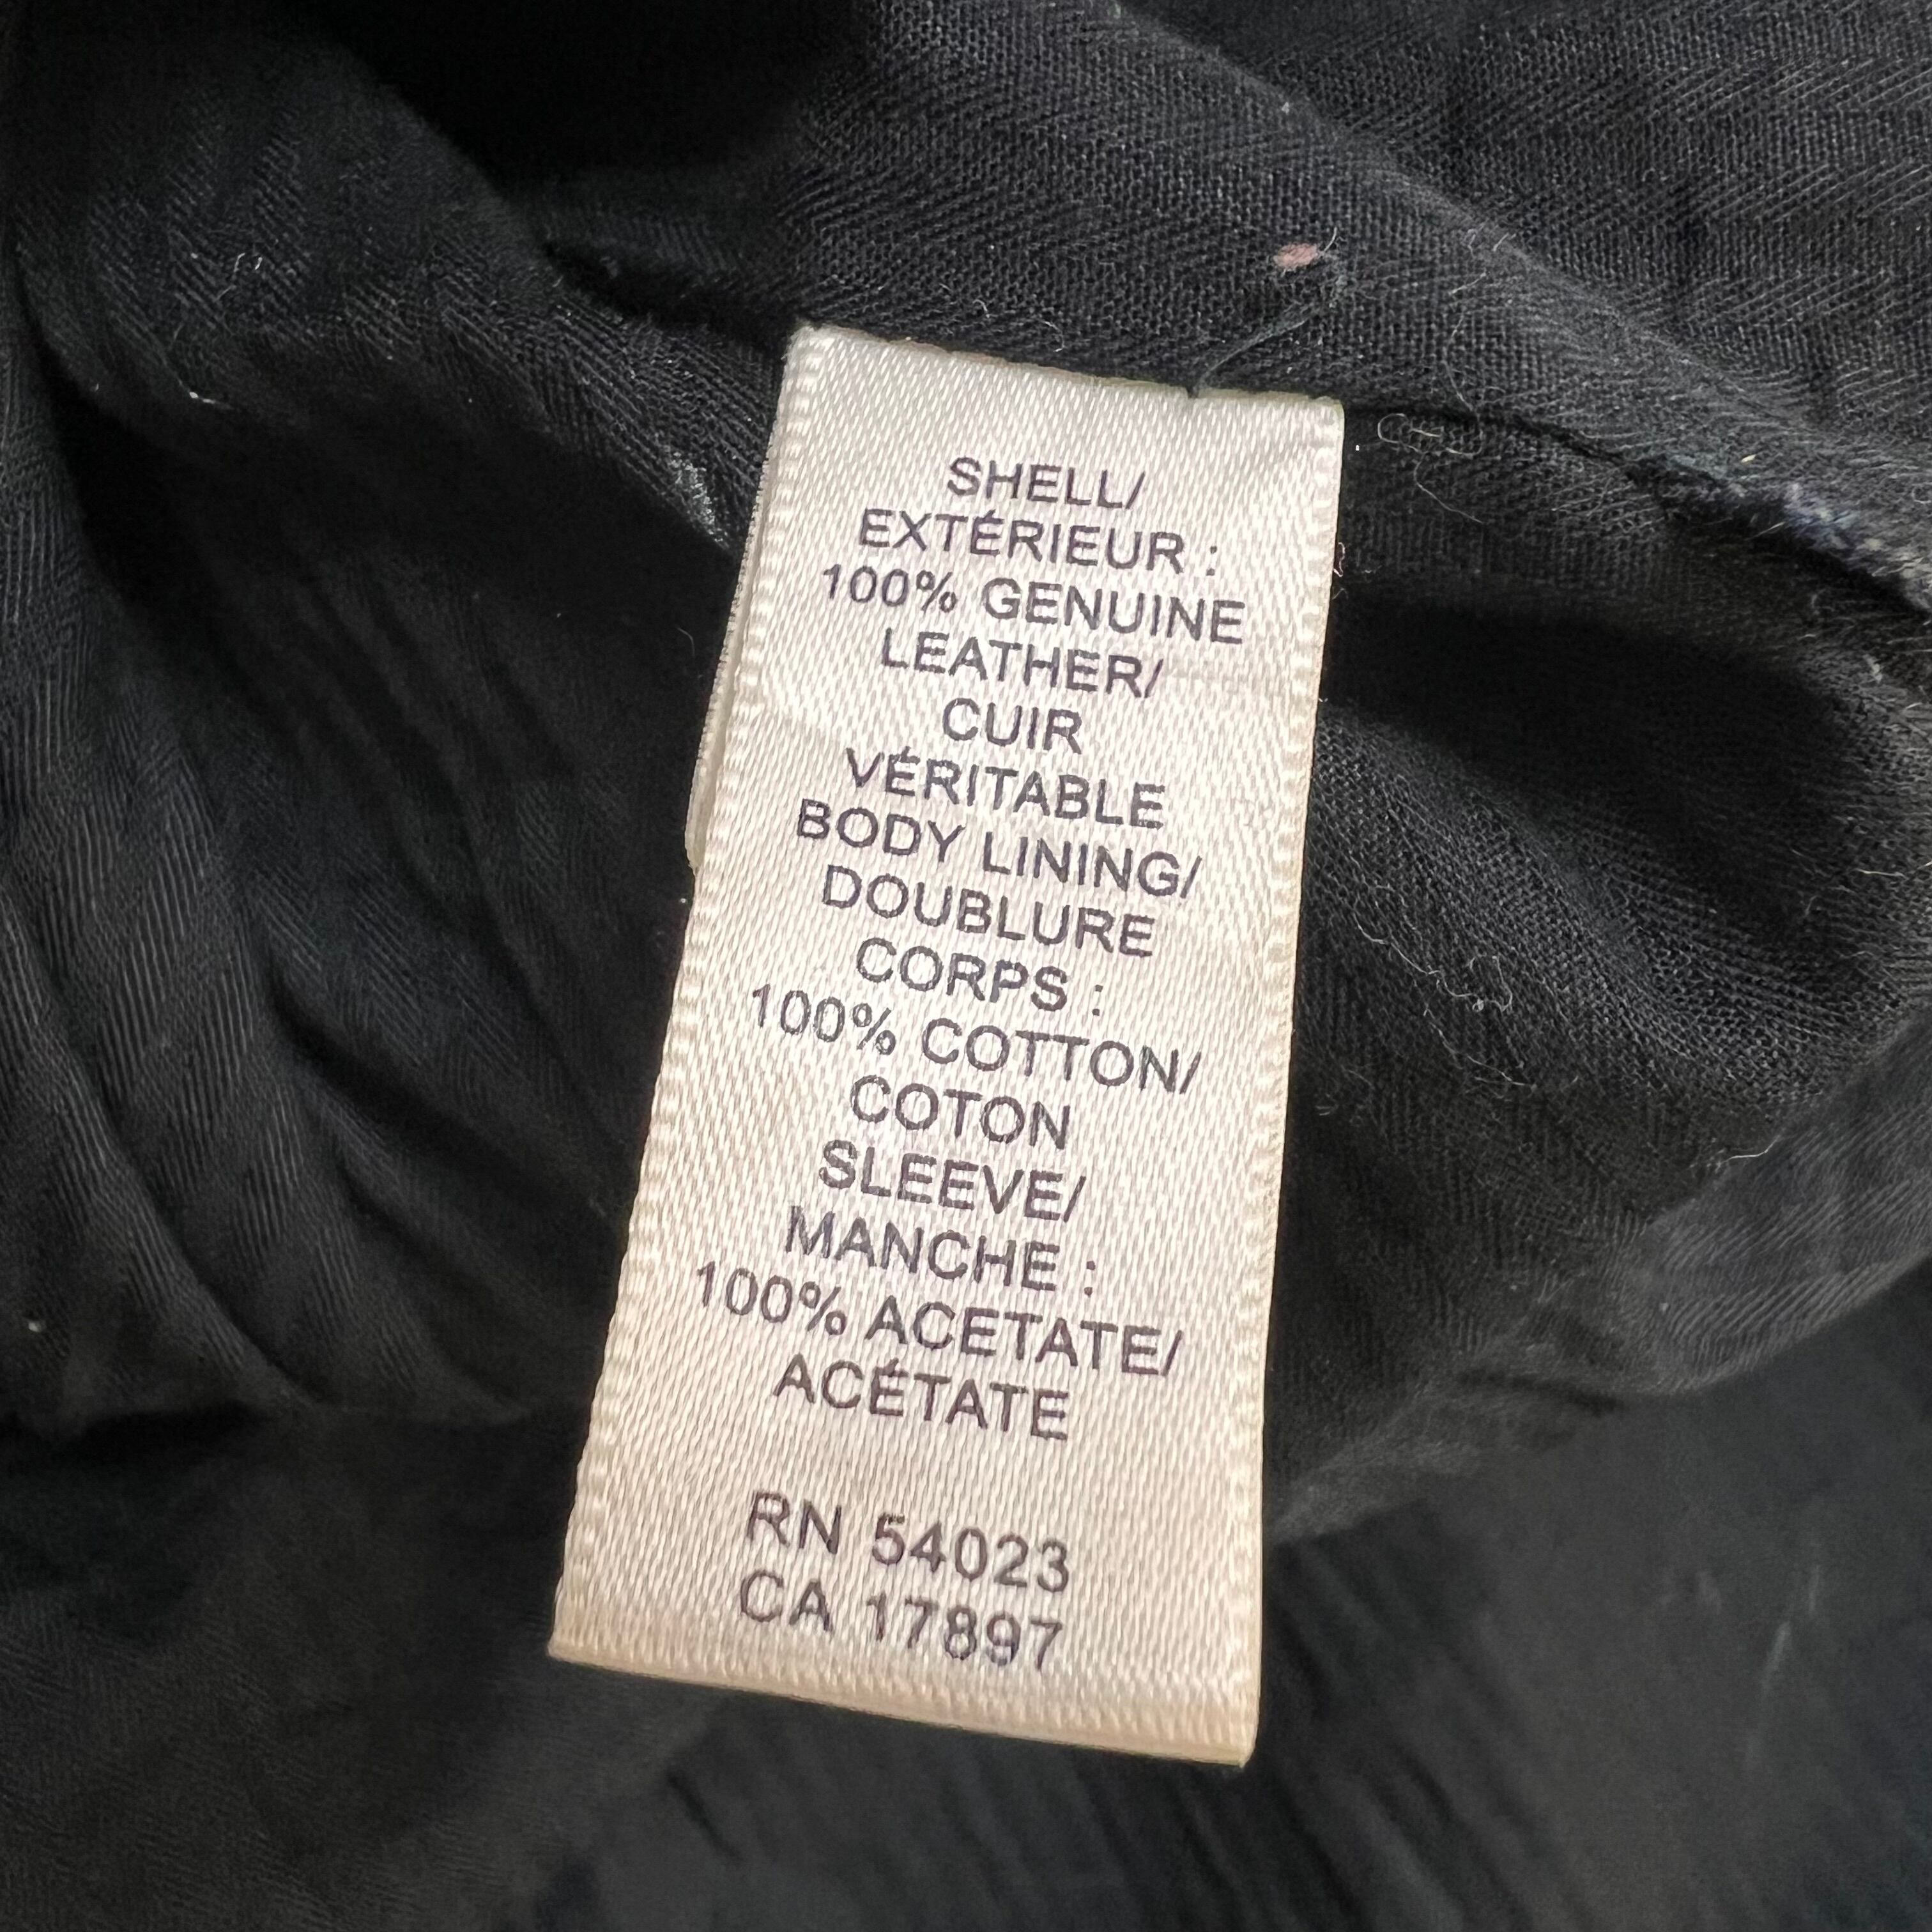 SHELL/
EXTÉRIEUR :
100% GENUINE
LEATHER/
CUIR
VÉRITABLE
BODY LINING/
DOUBLURE
CORPS :
100% COTTON/
COTON
SLEEVE/
MANCHE :
100% ACETATE/
ACÉTATE
RN 54023
CA 17897